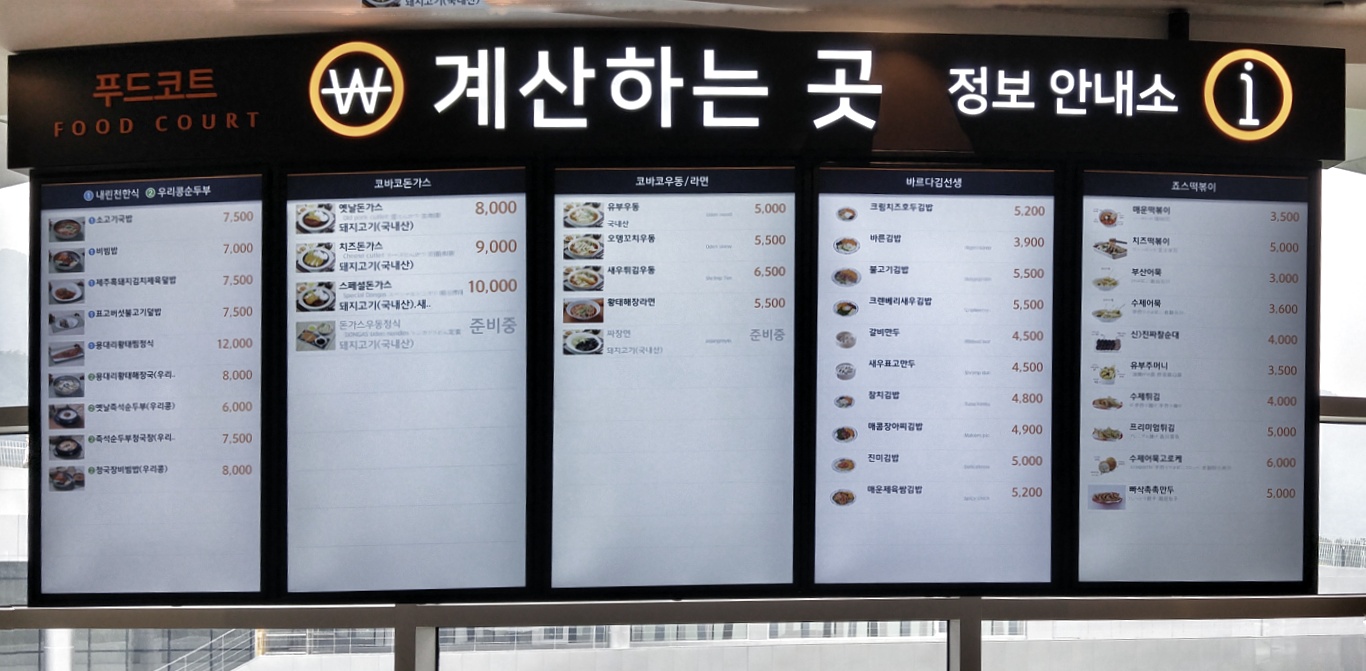 푸드코트
FOOD COURT
₩ 계산하는 곳
정보 안내소 i
1 내린천한식 2 우리콩순두부
1 소고기국밥 7,500
1 비빔밥 7,000
1 제주흑돼지김치제육덮밥 7,500
1 표고버섯불고기덮밥 7,500
1 용대리황태찜정식 12,000
2 용대리황태해장국(우리.. 8,000
2 옛날즉석순두부(우리콩) 6,000
2 즉석순두부청국장(우리.. 7,500
2 청국장비빔밥(우리콩) 8,000
코바코돈가스
옛날돈가스 8,000
돼지고기(국내산)
치즈돈가스 9,000
돼지고기(국내산)
스페셜돈가스 10,000
돼지고기(국내산),새..
돈가스우동정식 준비중
돼지고기(국내산)
코바코우동/라면
유부우동 5,000
국내산
오뎅꼬치우동 5,500
새우튀김우동 6,500
황태해장라면 5,500
짜장면 준비중
돼지고기(국내산)
바르다김선생
크림치즈호두김밥 5,200
바른김밥 3,900
불고기김밥 5,500
크랜베리새우김밥 5,500
갈비만두 4,500
새우표고만두 4,500
참치김밥 4,800
매콤장아찌김밥 4,900
진미김밥 5,000
매운제육쌈김밥 5,200
죠스떡볶이
매운떡볶이 3,500
치즈떡볶이 5,000
부산어묵 3,000
수제어묵 3,600
신)진짜찰순대 4,000
유부주머니 3,500
수제튀김 4,000
프리미엄튀김 5,000
수제어묵고로케 6,000
빠삭촉촉만두 5,000